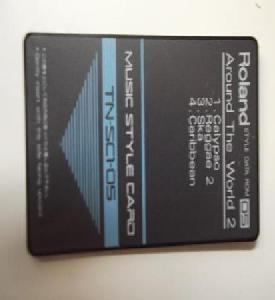 Roland STYLE DATA ROM DS
Around The World 2
1. Calypso
2. Reggae 2
3. Ska
4. Caribbean
MUSIC STYLE CARD
TN-SC1-05